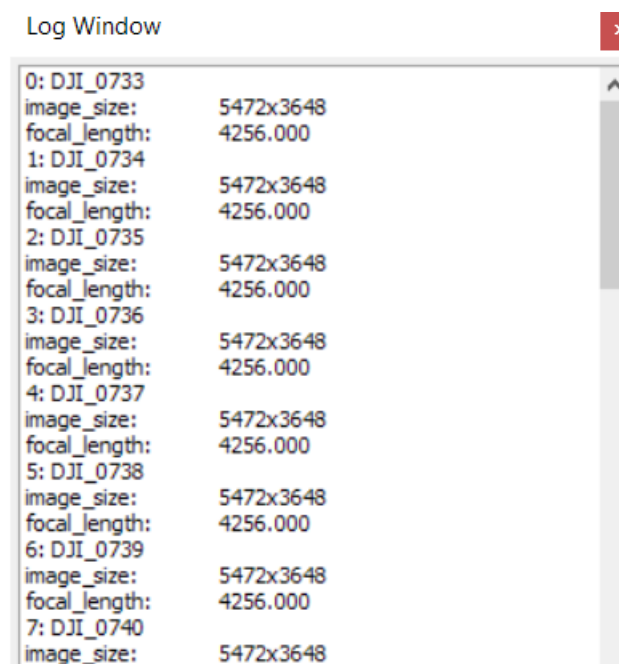 Log Window
0: DJI_0733
image_size: 5472x3648
focal_length: 4256.000
1: DJI_0734
image_size: 5472x3648
focal_length: 4256.000
2: DJI_0735
image_size: 5472x3648
focal_length: 4256.000
3: DJI_0736
image_size: 5472x3648
focal_length: 4256.000
4: DJI_0737
image_size: 5472x3648
focal_length: 4256.000
5: DJI_0738
image_size: 5472x3648
focal_length: 4256.000
6: DJI_0739
image_size: 5472x3648
focal_length: 4256.000
7: DJI_0740
image_size: 5472x3648